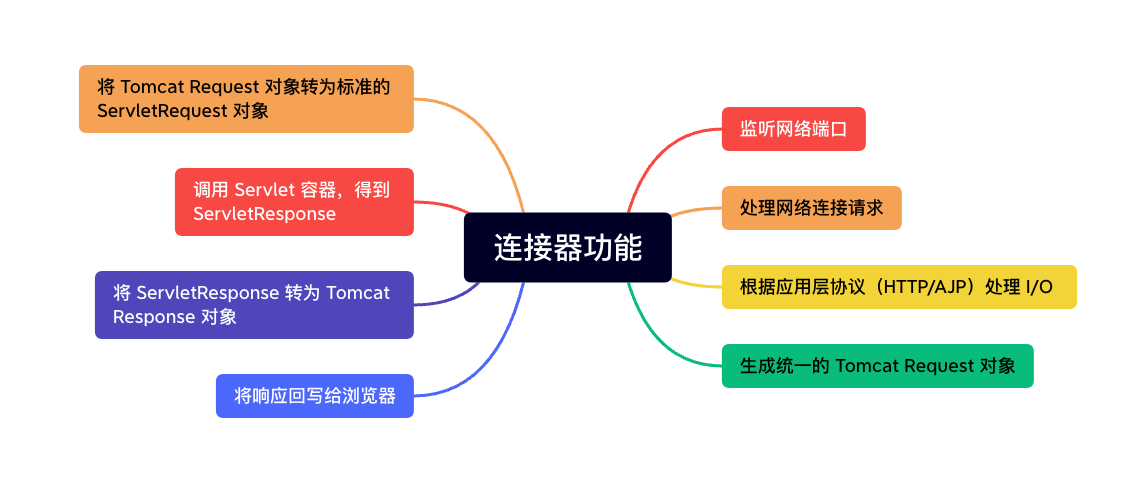 连接器功能
监听网络端口
处理网络连接请求
根据应用层协议（HTTP/AJP）处理 I/O
生成统一的 Tomcat Request 对象
将 Tomcat Request 对象转为标准的
ServletRequest 对象
调用 Servlet 容器，得到
ServletResponse
将 ServletResponse 转为 Tomcat
Response 对象
将响应回写给浏览器